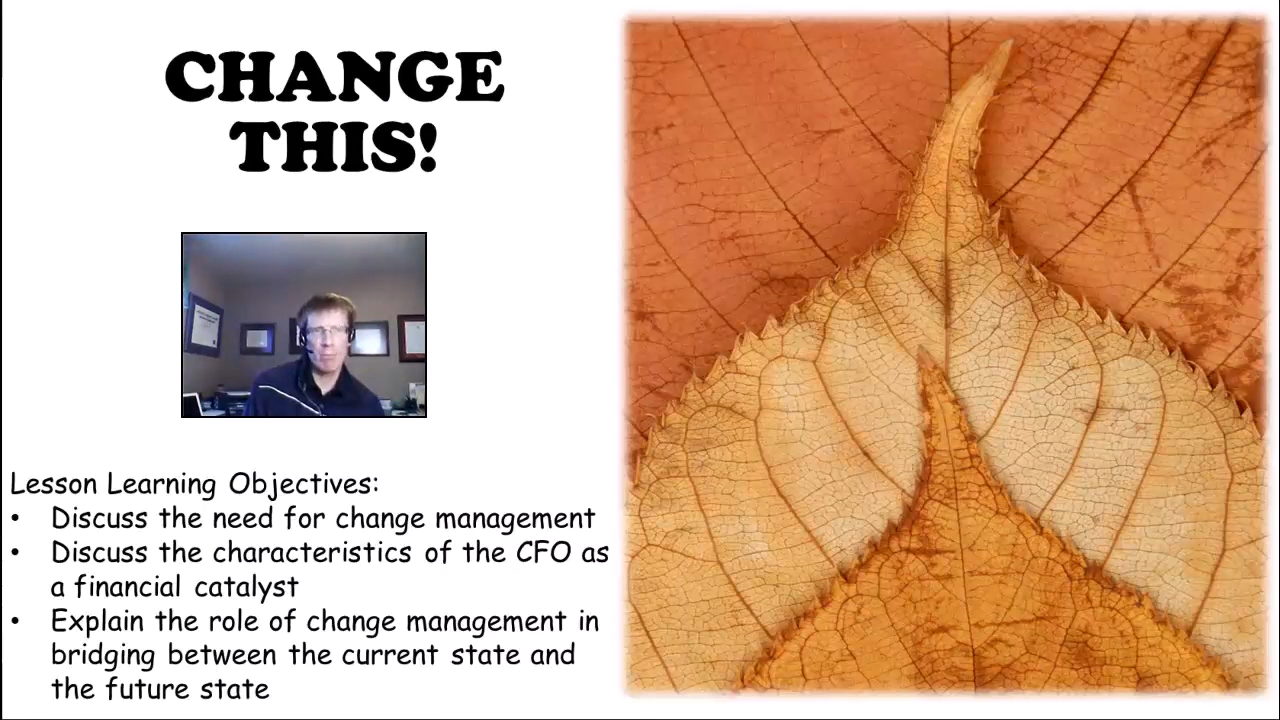 CHANGE
THIS!
Lesson Learning Objectives:
• Discuss the need for change management
• Discuss the characteristics of the CFO as
a financial catalyst
• Explain the role of change management in
bridging between the current state and
the future state